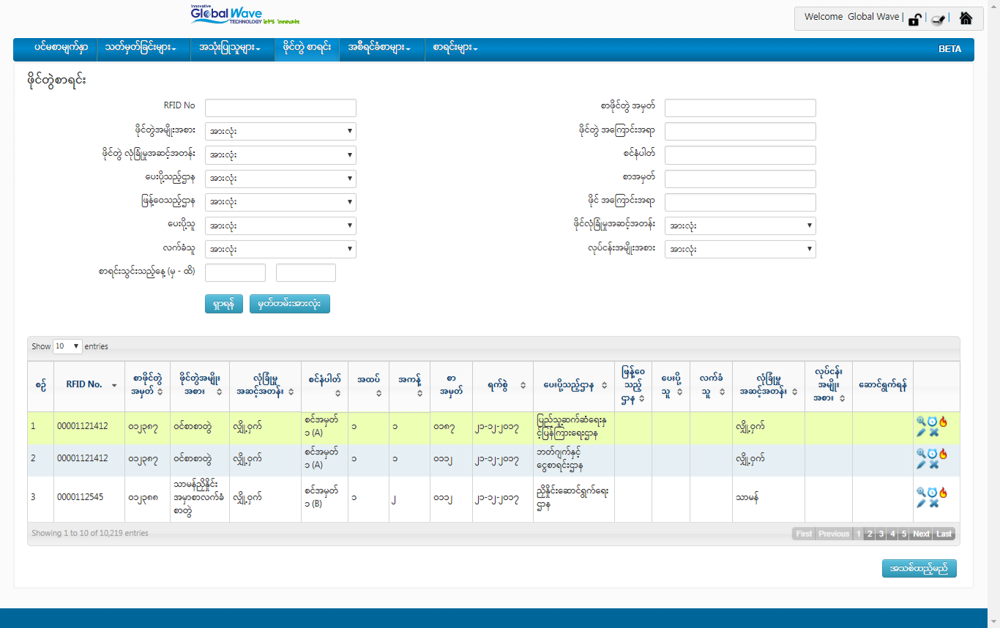 Innovative
Global Wave
TECHNOLOGY let's innovate
Welcome Global Wave | | |
ပင်မစာမျက်နှာ သတ်မှတ်ခြင်းများ အသုံးပြုသူများ ဖိုင်တွဲ စာရင်း အစီရင်ခံစာများ စာရင်းများ BETA
ဖိုင်တွဲစာရင်း
RFID No စာဖိုင်တွဲ အမှတ်
ဖိုင်တွဲအမျိုးအစား အားလုံး ဖိုင်တွဲ အကြောင်းအရာ
ဖိုင်တွဲ လုံခြုံမှုအဆင့်အတန်း အားလုံး စင်နံပါတ်
ပေးပို့သည့်ဌာန အားလုံး စာအမှတ်
ဖြန့်ဝေသည့်ဌာန အားလုံး ဖိုင် အကြောင်းအရာ
ပေးပို့သူ အားလုံး ဖိုင်လုံခြုံမှုအဆင့်အတန်း အားလုံး
လက်ခံသူ အားလုံး လုပ်ငန်းအမျိုးအစား အားလုံး
စာရင်းသွင်းသည့်နေ့ (မှ - ထိ)
ရှာရန် မှတ်တမ်းအားလုံး
Show 10 entries
စဉ် RFID No. စာဖိုင်တွဲ အမှတ် ဖိုင်တွဲအမျိုး အစား လုံခြုံမှု အဆင့်အတန်း စင်နံပါတ် အထပ် အကန့် စာ အမှတ် ရက်စွဲ ပေးပို့သည့်ဌာန ဖြန့်ဝေ သည့် ဌာန ပေးပို့ သူ လက်ခံ သူ လုံခြုံမှု အဆင့်အတန်း လုပ်ငန်း အမျိုး အစား ဆောင်ရွက်ရန်
1 00001121412 ၀၁၂၃၈၇ ဝင်စာစာတွဲ လျှို့ဝှက် စင်အမှတ် ၁ (A) ၁ ၁ ၀၁၈၇ ၂၁-၁၂-၂၀၁၇ ပြည်သူ့ဆက်ဆံရေးနှ င့်ပြန်ကြားရေးဌာန လျှို့ဝှက်
2 00001121412 ၀၁၂၃၈၇ ဝင်စာစာတွဲ လျှို့ဝှက် စင်အမှတ် ၁ (A) ၁ ၁ ၀၁၁၂ ၂၁-၁၂-၂၀၁၇ ဘတ်ဂျက်နှင့် ငွေစာရင်းဌာန လျှို့ဝှက်
3 0000112545 ၀၁၂၃၈၈ သာမန်ညှိနှိုင်း အမှာစာလက်ခံ စာတွဲ လျှို့ဝှက် စင်အမှတ် ၁ (B) ၁ ၂ ၀၁၁၂ ၂၁-၁၂-၂၀၁၇ ညှိနှိုင်းဆောင်ရွက်ရေး ဌာန သာမန်
Showing 1 to 10 of 10,219 entries First Previous 1 2 3 4 5 Next Last
အသစ်ထည့်မည်